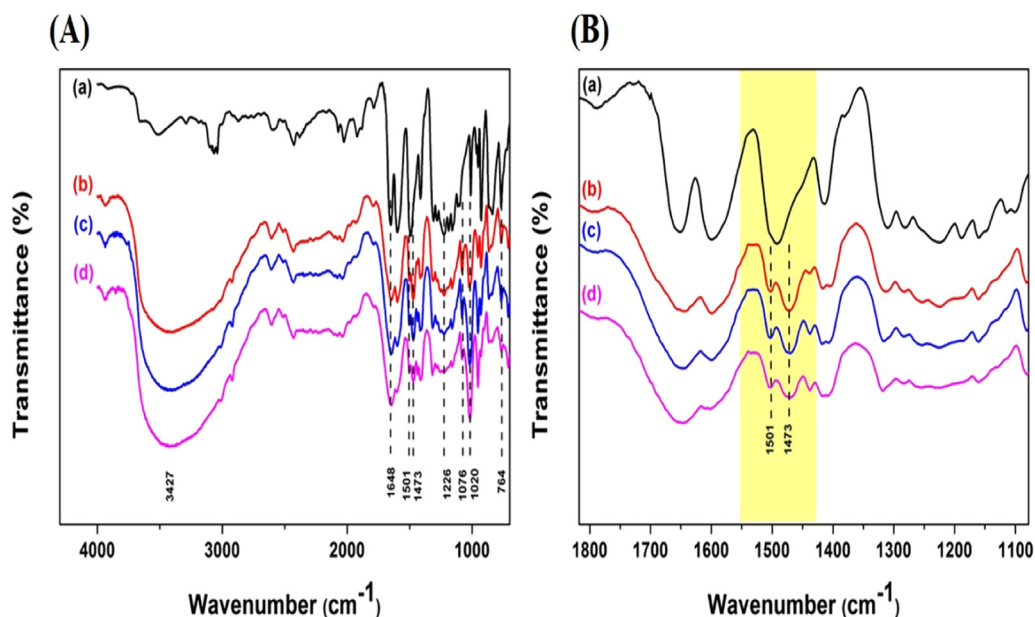 (A)
(a)
(b)
(c)
(d)
3427
1648
1501
1473
1226
1076
1020
764
4000
3000
2000
1000
Wavenumber (cm-1)
Transmittance (%)
(B)
(a)
(b)
(c)
(d)
1501
1473
1800
1700
1600
1500
1400
1300
1200
1100
Wavenumber (cm-1)
Transmittance (%)